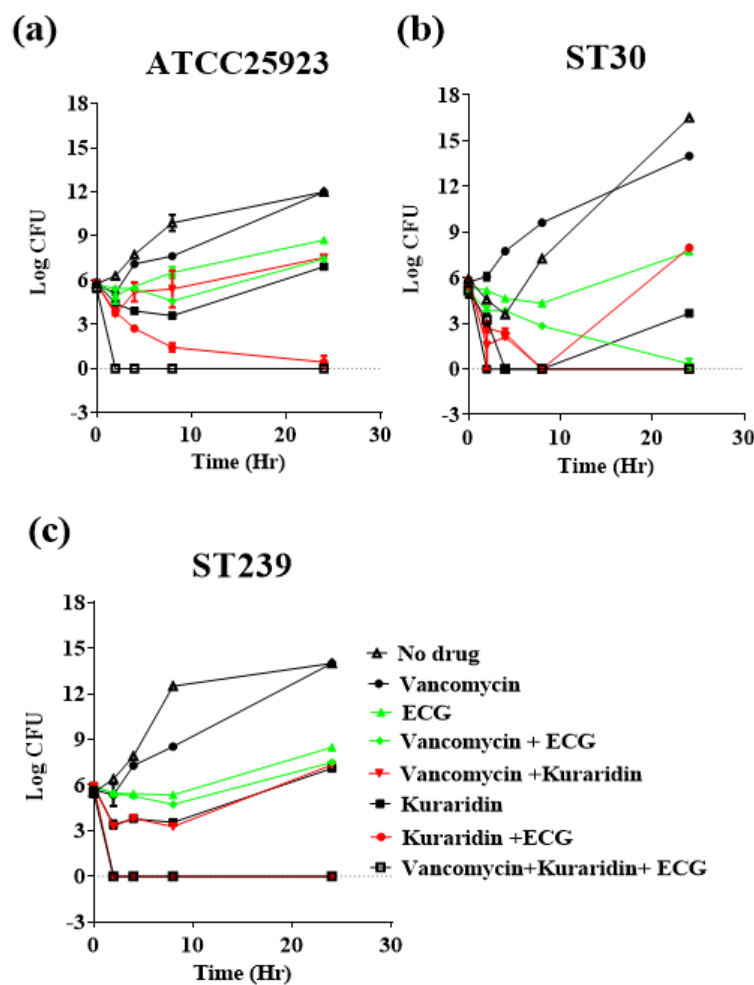 (a)
ATCC25923
18
15
12
9
6
3
0
-3
Log CFU
0
10
20
30
Time (Hr)
(b)
ST30
18
15
12
9
6
3
0
-3
Log CFU
0
10
20
30
Time (Hr)
(c)
ST239
18
15
12
9
6
3
0
-3
Log CFU
0
10
20
30
Time (Hr)
No drug
Vancomycin
ECG
Vancomycin + ECG
Vancomycin +Kuraridin
Kuraridin
Kuraridin +ECG
Vancomycin+Kuraridin+ ECG